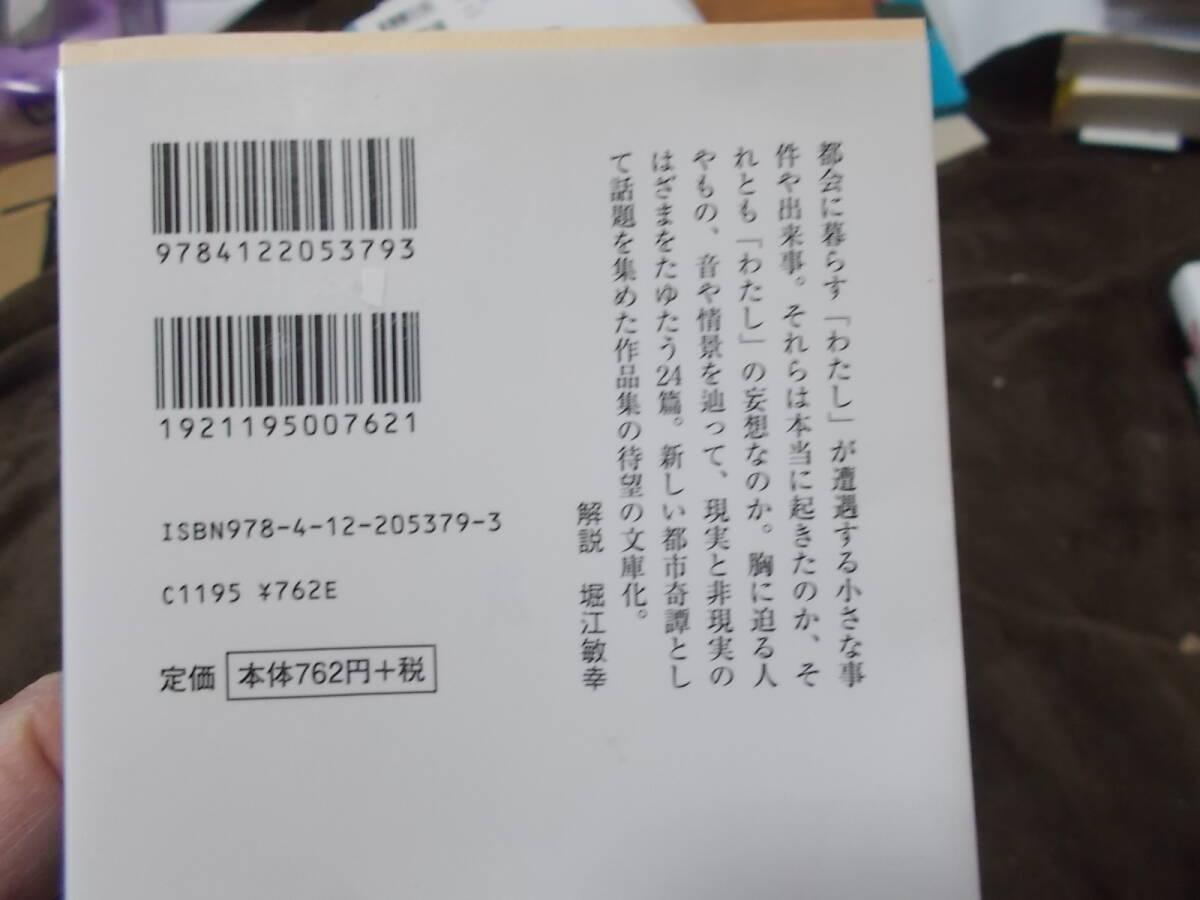 都会に暮らす「わたし」が遭遇する小さな事
件や出来事。それらは本当に起きたのか、そ
れとも「わたし」の妄想なのか。胸に迫る人
やもの、音や情景を辿って、現実と非現実の
はざまをたゆたう24篇。新しい都市奇譚とし
て話題を集めた作品集の待望の文庫化。
解説 堀江敏幸
9784122053793
1921195007621
ISBN978-4-12-205379-3
C1195 ¥762E
定価 本体762円+税